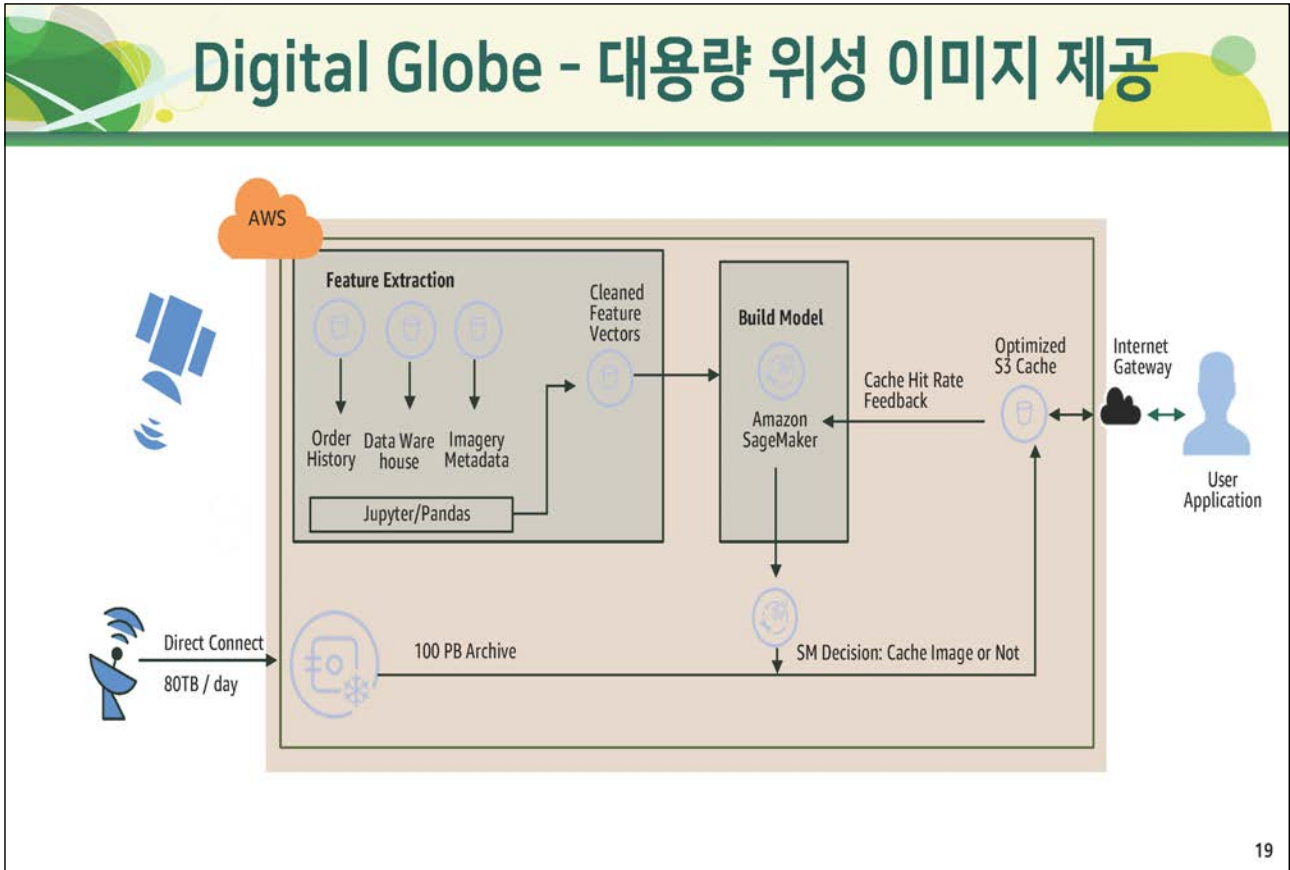 Digital Globe - 대용량 위성 이미지 제공
AWS
Feature Extraction
Cleaned
Feature
Vectors
Order
History
Data Ware
house
Imagery
Metadata
Jupyter/Pandas
Build Model
Amazon
SageMaker
Cache Hit Rate
Feedback
Optimized
S3 Cache
Internet
Gateway
User
Application
Direct Connect
80TB / day
100 PB Archive
SM Decision: Cache Image or Not
19